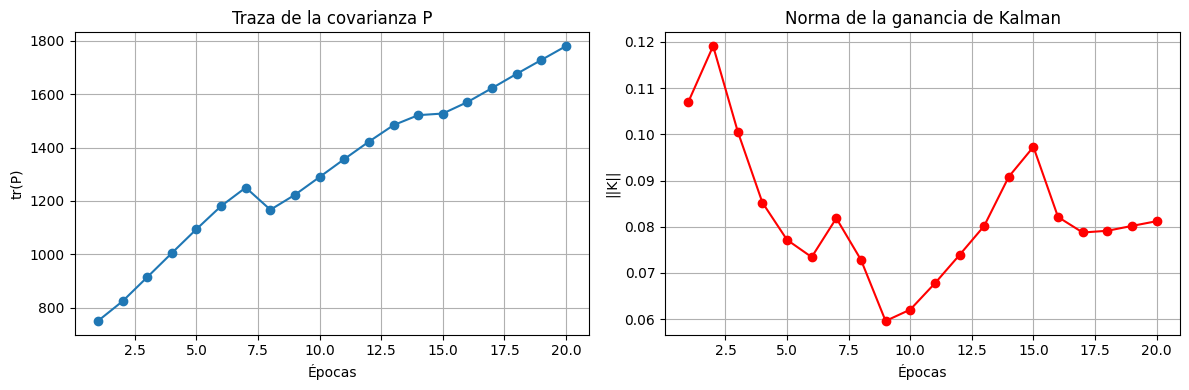 Traza de la covarianza P
1800
1600
1400
1200
1000
800
tr(P)
2.5 5.0 7.5 10.0 12.5 15.0 17.5 20.0
Épocas
Norma de la ganancia de Kalman
0.12
0.11
0.10
0.09
0.08
0.07
0.06
||K||
2.5 5.0 7.5 10.0 12.5 15.0 17.5 20.0
Épocas